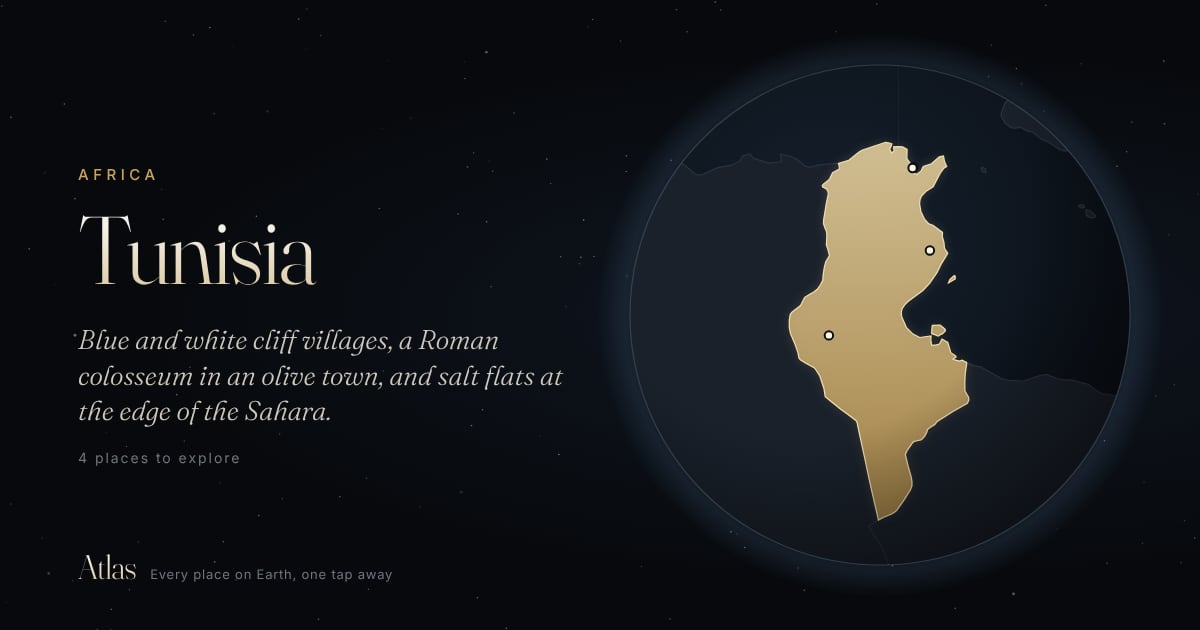 AFRICA
Tunisia
Blue and white cliff villages, a Roman
colosseum in an olive town, and salt flats at
the edge of the Sahara.
4 places to explore
Atlas Every place on Earth, one tap away